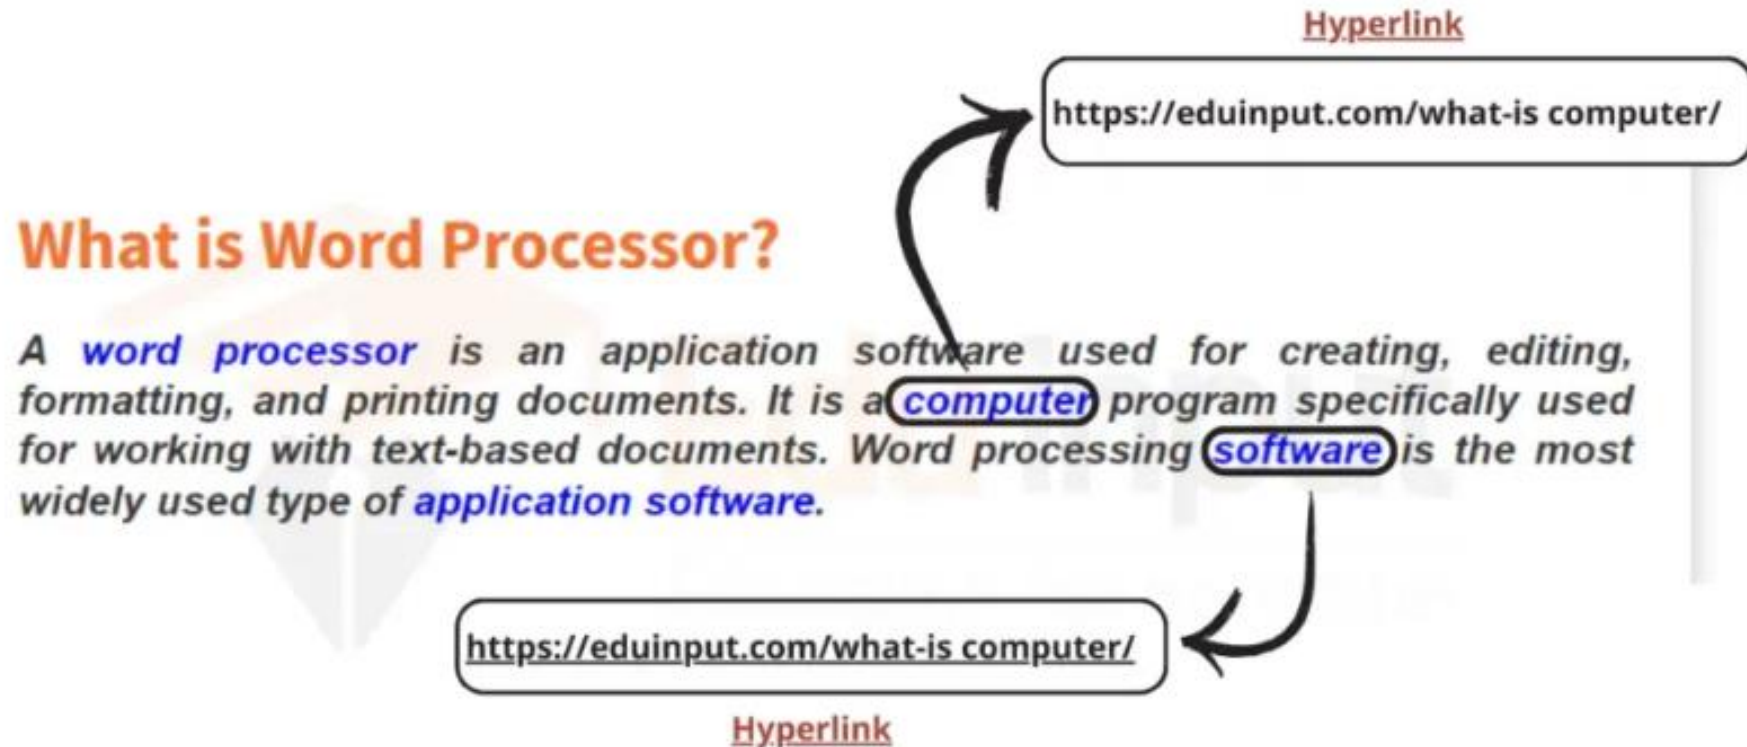 Hyperlink
https://eduinput.com/what-is computer/
What is Word Processor?
A word processor is an application software used for creating, editing,
formatting, and printing documents. It is a computer program specifically used
for working with text-based documents. Word processing software is the most
widely used type of application software.
https://eduinput.com/what-is computer/
Hyperlink